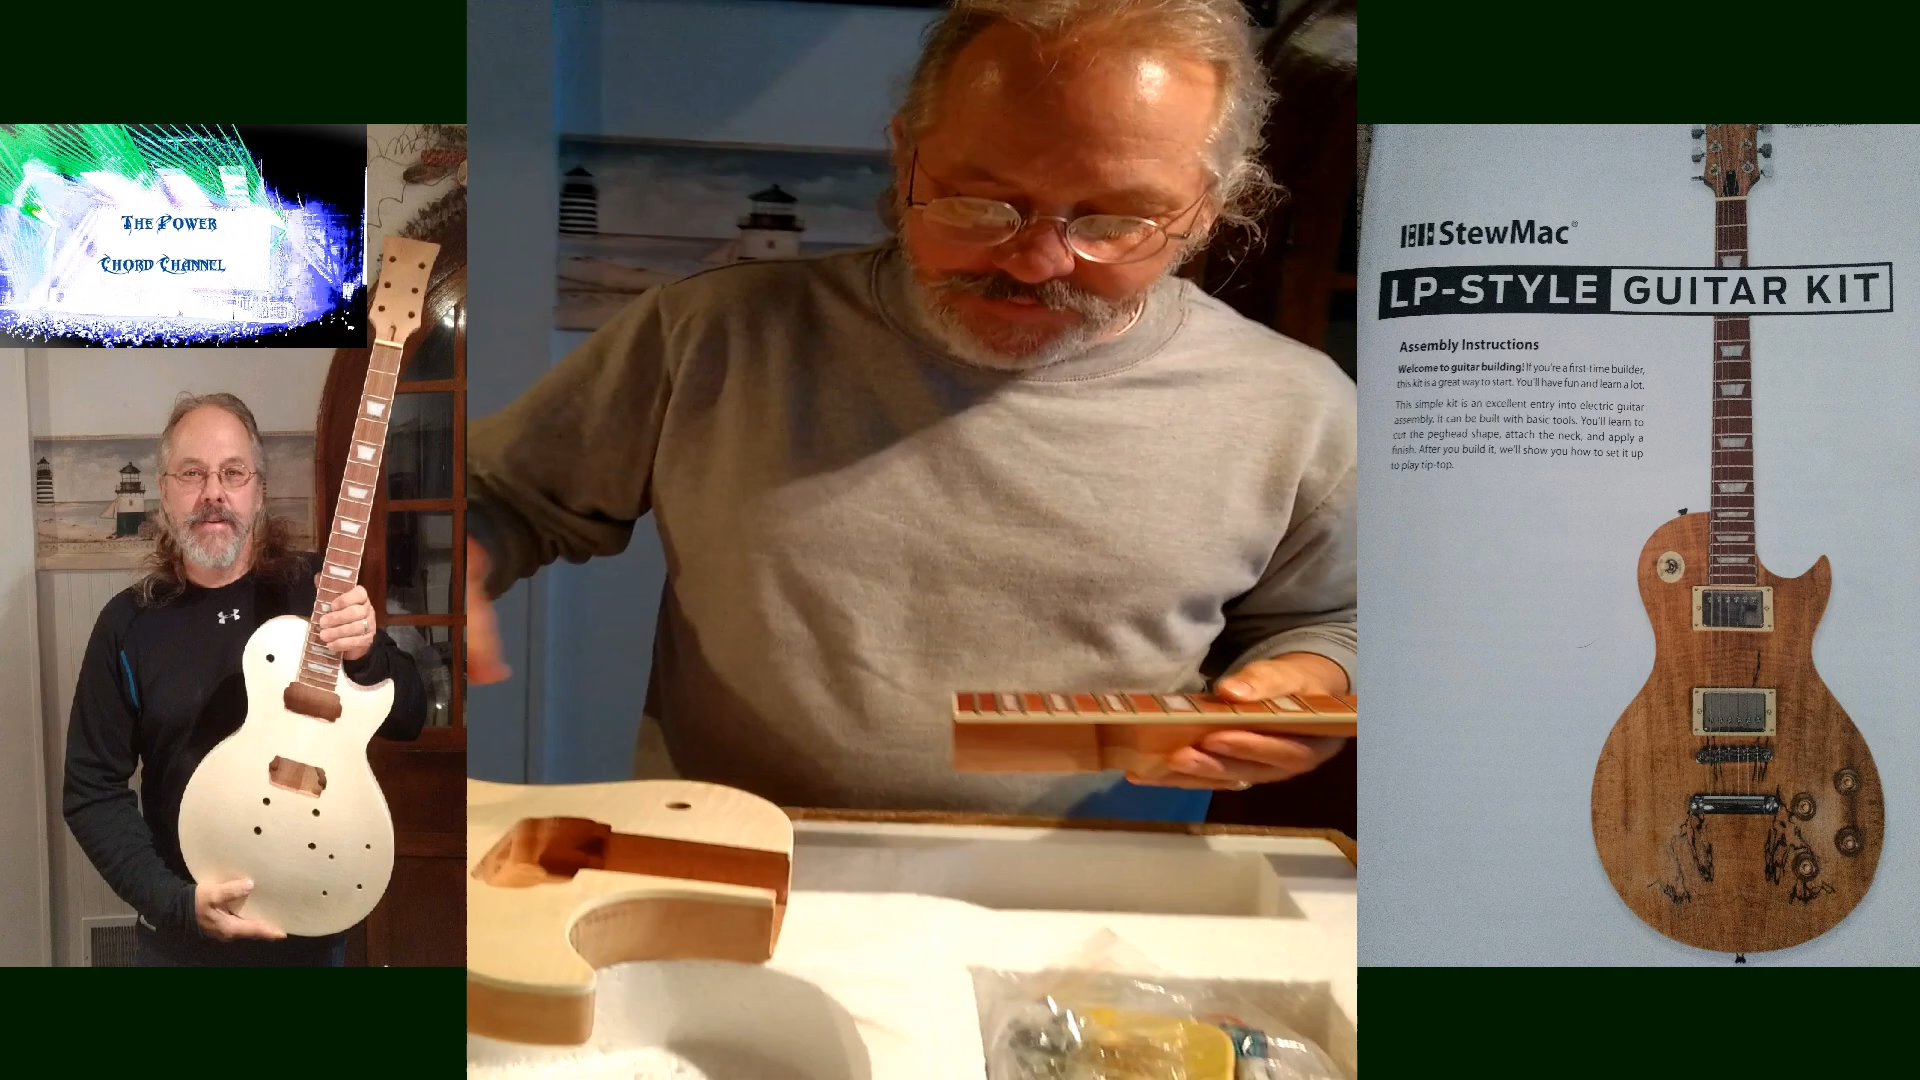 The Power
Chord Channel
StewMac®
LP-STYLE GUITAR KIT
Assembly Instructions
Welcome to guitar building! If you're a first-time builder,
this kit is a great way to start. You'll have fun and learn a lot.
This simple kit is an excellent entry into electric guitar
assembly. It can be built with basic tools. You'll learn to
cut the peghead shape, attach the neck, and apply a
finish. After you build it, we'll show you how to set it up
to play tip-top.